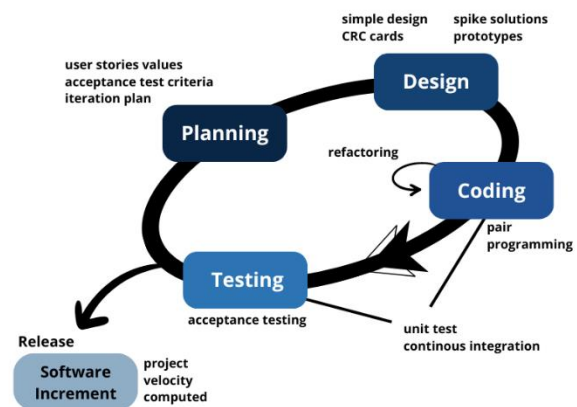 simple design
CRC cards
spike solutions
prototypes
user stories values
acceptance test criteria
iteration plan
Design
Planning
refactoring
Coding
pair
programming
Testing
acceptance testing
unit test
continous integration
Release
Software
Increment
project
velocity
computed